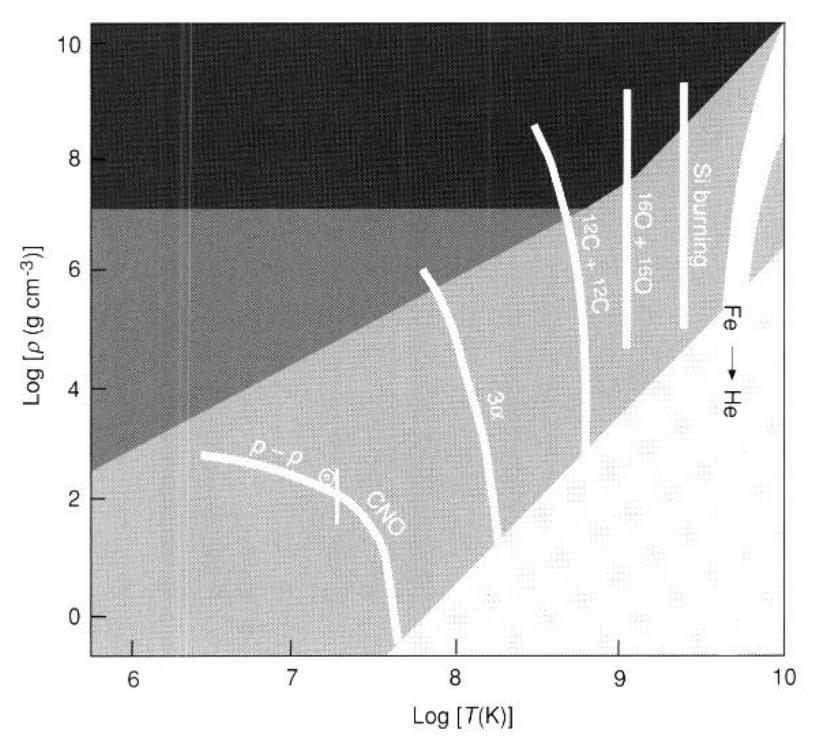 10
8
6
4
2
0
Log [ρ (g cm⁻³)]
6
7
8
9
10
Log [T(K)]
p – p
⊙
CNO
3α
12C + 12C
16O + 16O
Si burning
Fe → He